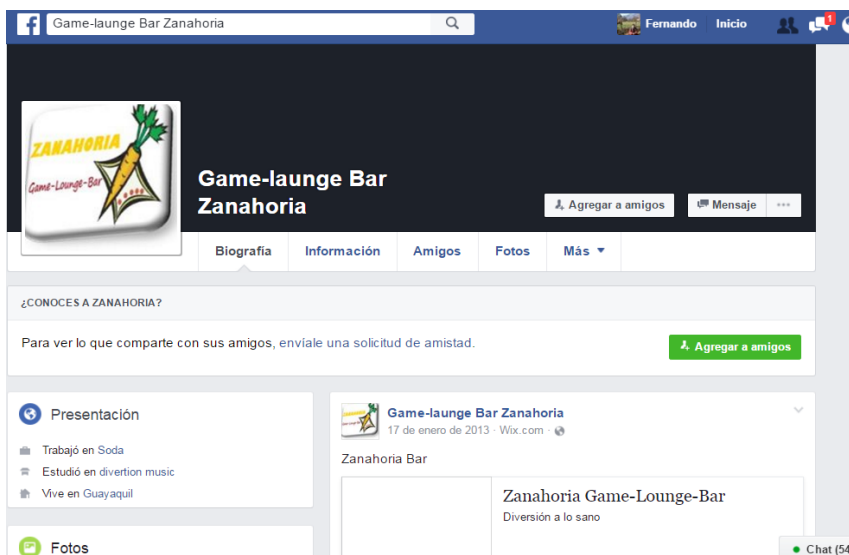 Game-launge Bar Zanahoria
Fernando Inicio 1
ZANAHORIA
Game-Lounge-Bar
Game-launge Bar
Zanahoria
Agregar a amigos Mensaje ...
Biografía Información Amigos Fotos Más
¿CONOCES A ZANAHORIA?
Para ver lo que comparte con sus amigos, envíale una solicitud de amistad.
Agregar a amigos
Presentación
Trabajó en Soda
Estudió en divertion music
Vive en Guayaquil
Fotos
Game-launge Bar Zanahoria
17 de enero de 2013 · Wix.com ·
Zanahoria Bar
Zanahoria Game-Lounge-Bar
Diversión a lo sano
Chat (54